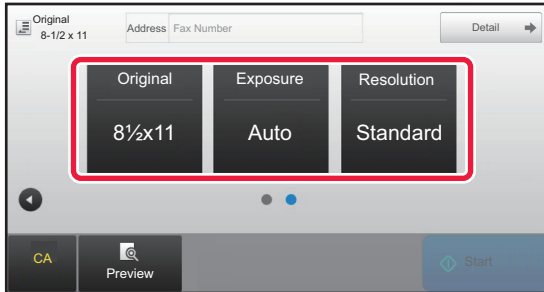 Original
8-1/2 x 11
Address Fax Number
Detail
Original Exposure Resolution
8½x11 Auto Standard
CA
Preview
Start